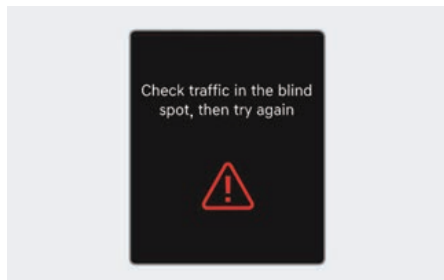 Check traffic in the blind
spot, then try again